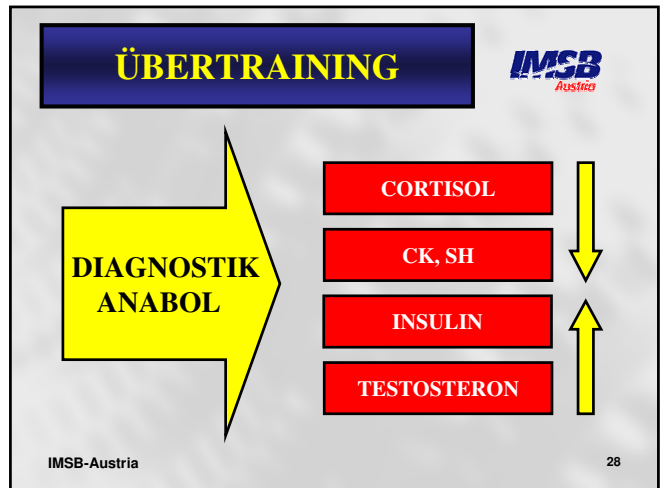 ÜBERTRAINING
IMSB
Austria
DIAGNOSTIK
ANABOL
CORTISOL
CK, SH
INSULIN
TESTOSTERON
IMSB-Austria
28